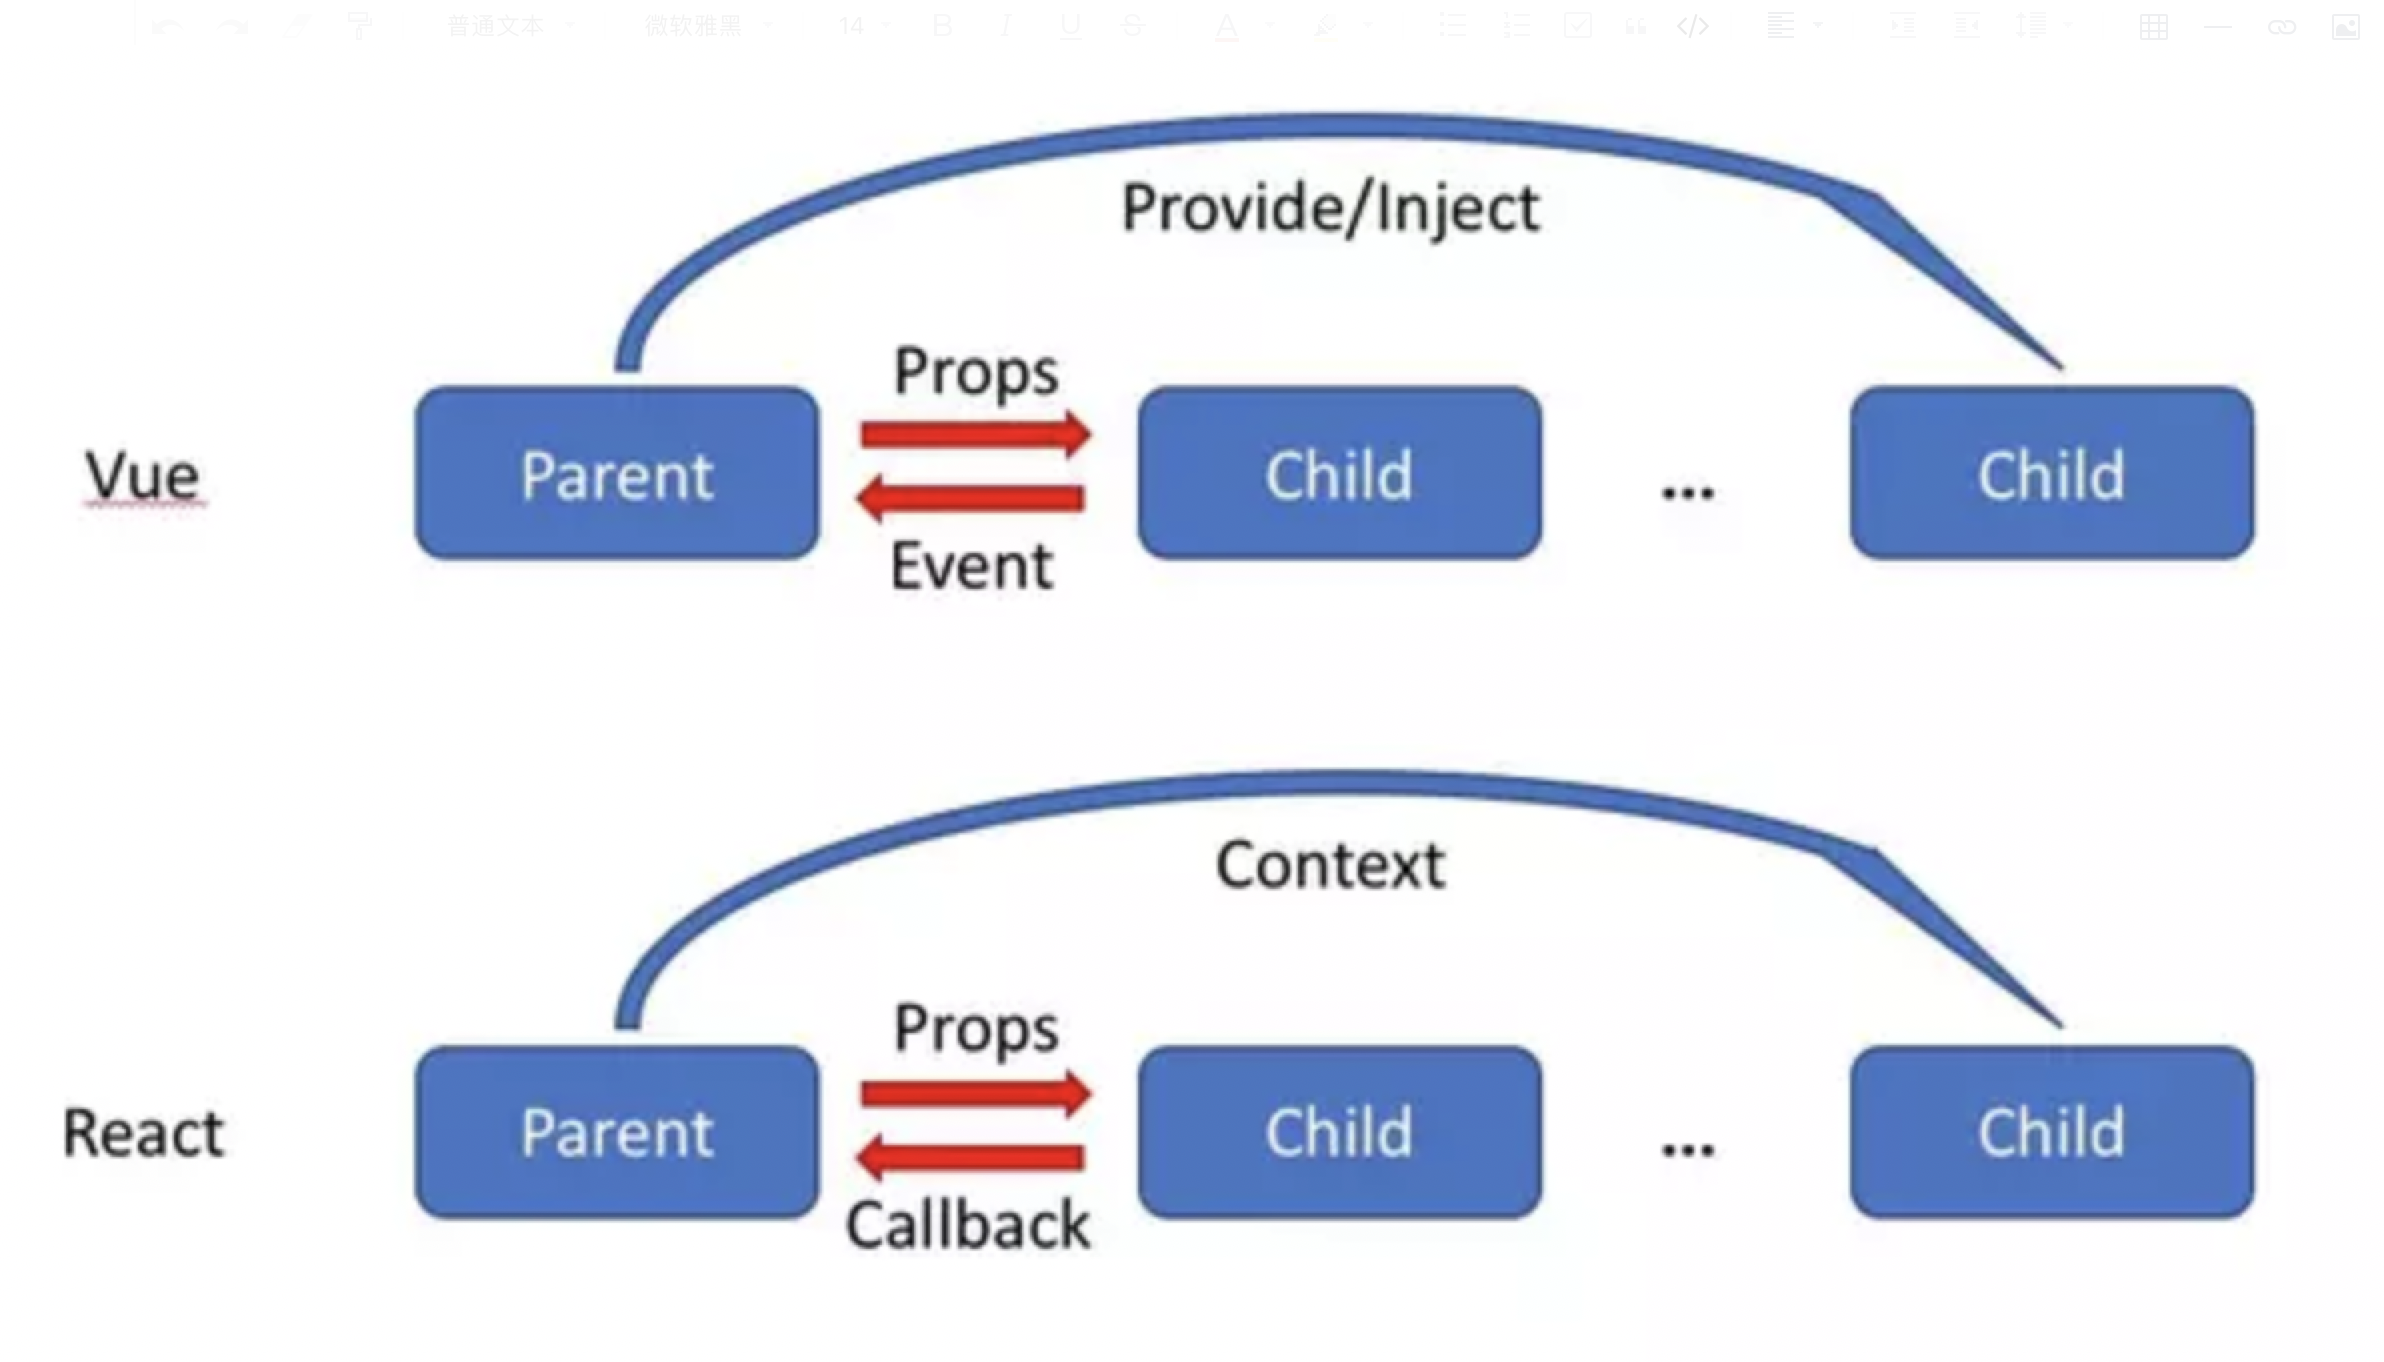 普通文本 微软雅黑 14 B I U S A
Provide/Inject
Props
Vue Parent Child ... Child
Event
Context
Props
React Parent Child ... Child
Callback